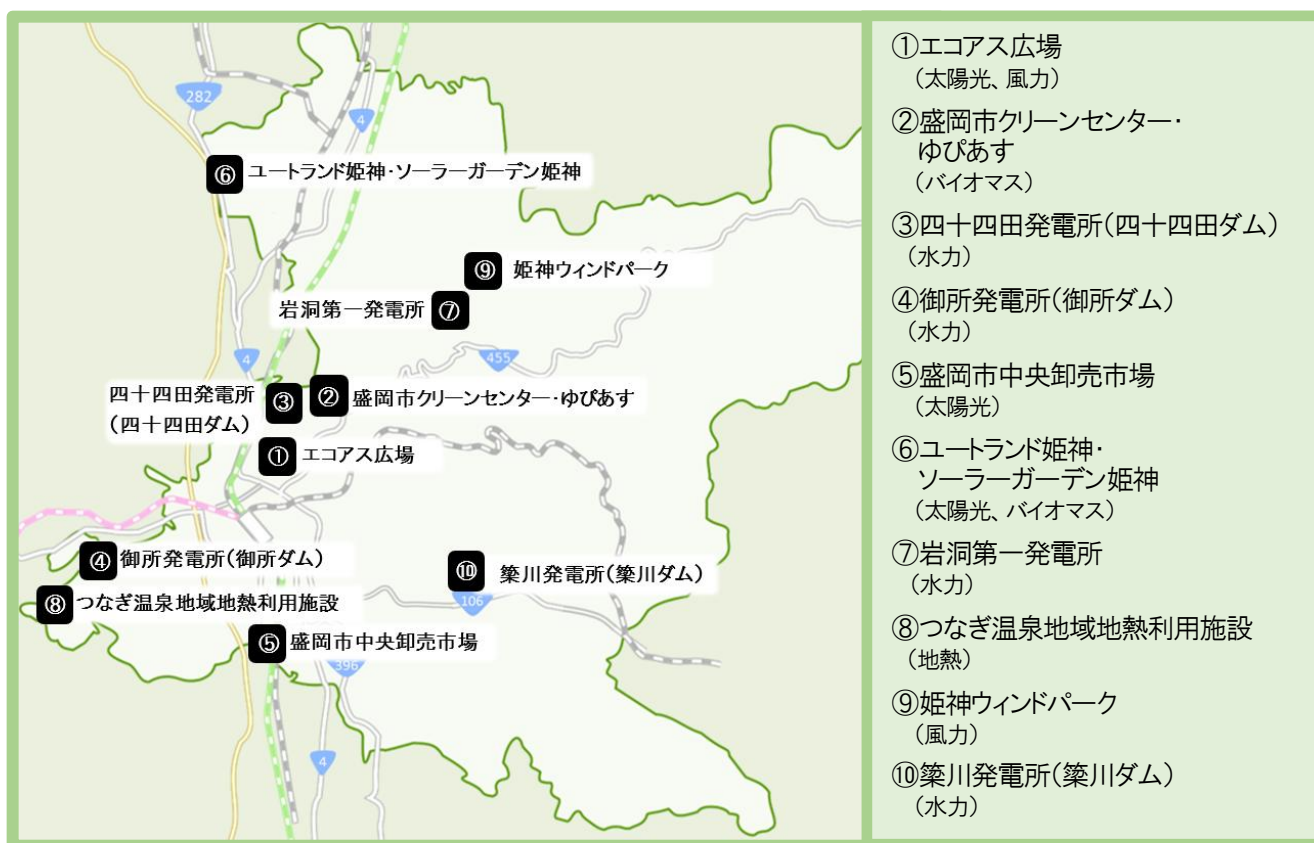 282
4
⑥ ユートランド姫神・ソーラーガーデン姫神
⑨ 姫神ウィンドパーク
岩洞第一発電所 ⑦
4
455
四十四田発電所
(四十四田ダム)
③
② 盛岡市クリーンセンター・ゆぴあす
① エコアス広場
④ 御所発電所(御所ダム)
⑩ 簗川発電所(簗川ダム)
⑧ つなぎ温泉地域地熱利用施設
106
⑤ 盛岡市中央卸売市場
396
4
①エコアス広場
(太陽光、風力)
②盛岡市クリーンセンター・
ゆぴあす
(バイオマス)
③四十四田発電所(四十四田ダム)
(水力)
④御所発電所(御所ダム)
(水力)
⑤盛岡市中央卸売市場
(太陽光)
⑥ユートランド姫神・
ソーラーガーデン姫神
(太陽光、バイオマス)
⑦岩洞第一発電所
(水力)
⑧つなぎ温泉地域地熱利用施設
(地熱)
⑨姫神ウィンドパーク
(風力)
⑩簗川発電所(簗川ダム)
(水力)